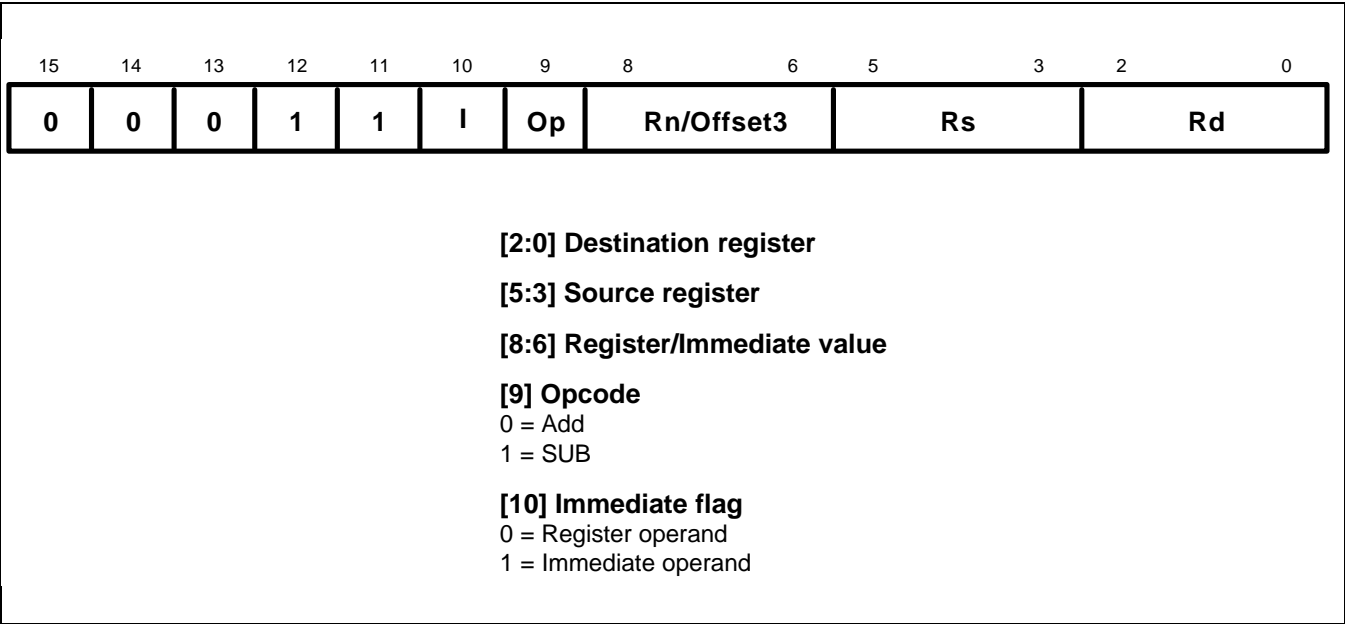 15 14 13 12 11 10 9 8 6 5 3 2 0
0 0 0 1 1 I Op Rn/Offset3 Rs Rd
[2:0] Destination register
[5:3] Source register
[8:6] Register/Immediate value
[9] Opcode
0 = Add
1 = SUB
[10] Immediate flag
0 = Register operand
1 = Immediate operand